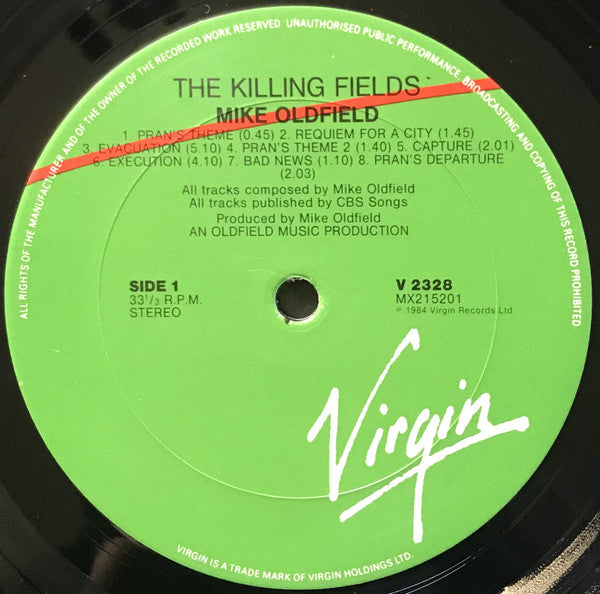 ALL RIGHTS OF THE MANUFACTURER AND OF THE OWNER OF THE RECORDED WORK RESERVED. UNAUTHORISED PUBLIC PERFORMANCE, BROADCASTING AND COPYING OF THIS RECORD PROHIBITED
THE KILLING FIELDS
MIKE OLDFIELD
1. PRAN'S THEME (0.45) 2. REQUIEM FOR A CITY (1.45)
3. EVACUATION (5.10) 4. PRAN'S THEME 2 (1.40) 5. CAPTURE (2.01)
6. EXECUTION (4.10) 7. BAD NEWS (1.10) 8. PRAN'S DEPARTURE
(2.03)
All tracks composed by Mike Oldfield
All tracks published by CBS Songs
Produced by Mike Oldfield
AN OLDFIELD MUSIC PRODUCTION
SIDE 1
33 1/3 R.P.M.
STEREO
V 2328
MX215201
℗ 1984 Virgin Records Ltd.
Virgin
VIRGIN IS A TRADE MARK OF VIRGIN HOLDINGS LTD.